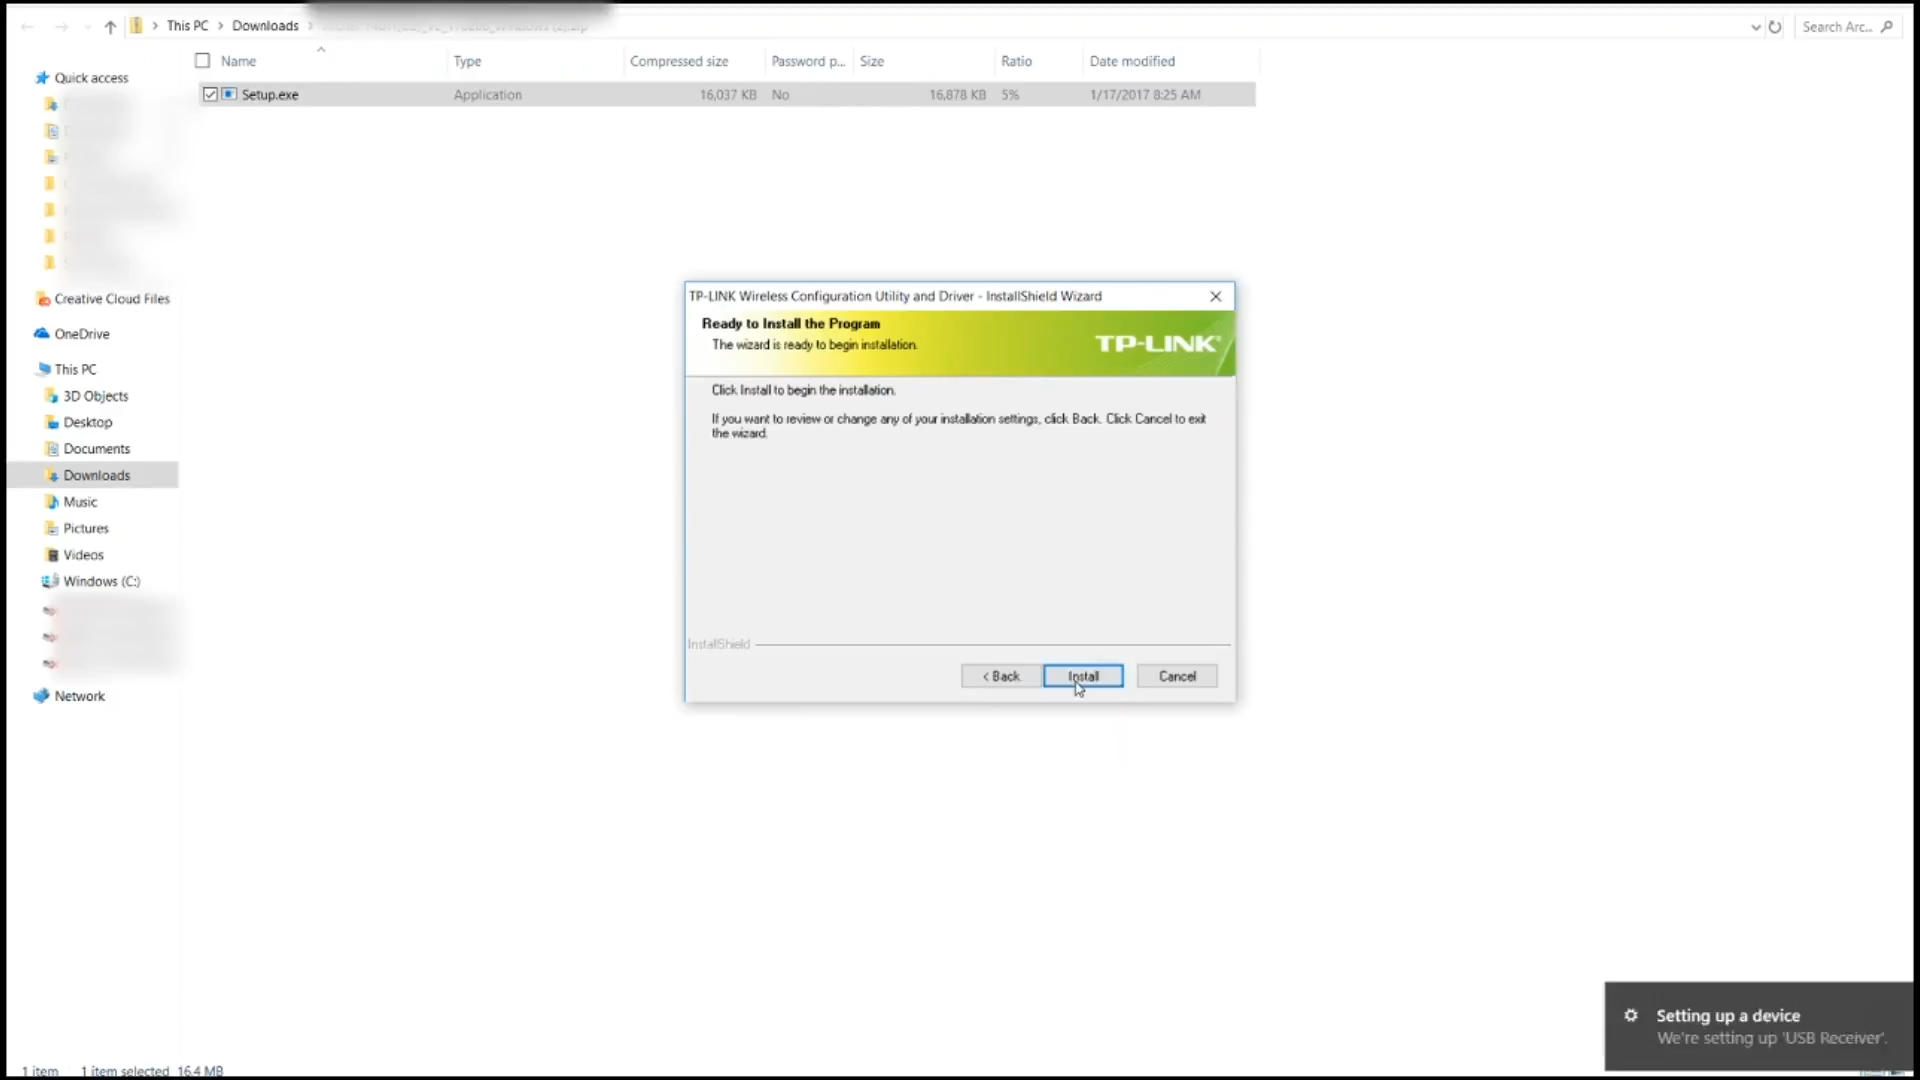 This PC > Downloads >
Search Arc...
Name
Type
Compressed size
Password p...
Size
Ratio
Date modified
Setup.exe
Application
16,037 KB
No
16,878 KB
5%
1/17/2017 8:25 AM
Quick access
Creative Cloud Files
OneDrive
This PC
3D Objects
Desktop
Documents
Downloads
Music
Pictures
Videos
Windows (C:)
Network
TP-LINK Wireless Configuration Utility and Driver - InstallShield Wizard
Ready to Install the Program
The wizard is ready to begin installation.
TP-LINK®
Click Install to begin the installation.
If you want to review or change any of your installation settings, click Back. Click Cancel to exit
the wizard.
InstallShield
< Back
Install
Cancel
Setting up a device
We're setting up 'USB Receiver'.
1 item
1 item selected 16.4 MB